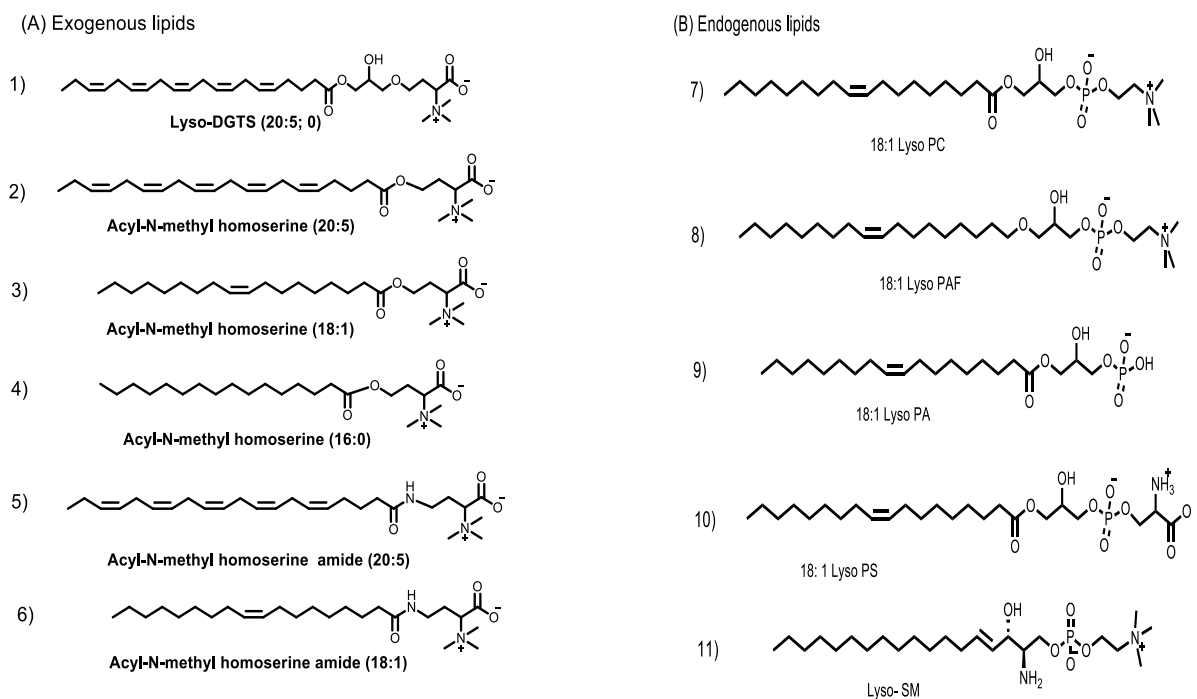 (A) Exogenous lipids
1)
Lyso-DGTS (20:5; 0)
2)
Acyl-N-methyl homoserine (20:5)
3)
Acyl-N-methyl homoserine (18:1)
4)
Acyl-N-methyl homoserine (16:0)
5)
Acyl-N-methyl homoserine amide (20:5)
6)
Acyl-N-methyl homoserine amide (18:1)
(B) Endogenous lipids
7)
18:1 Lyso PC
8)
18:1 Lyso PAF
9)
18:1 Lyso PA
10)
18: 1 Lyso PS
11)
Lyso- SM